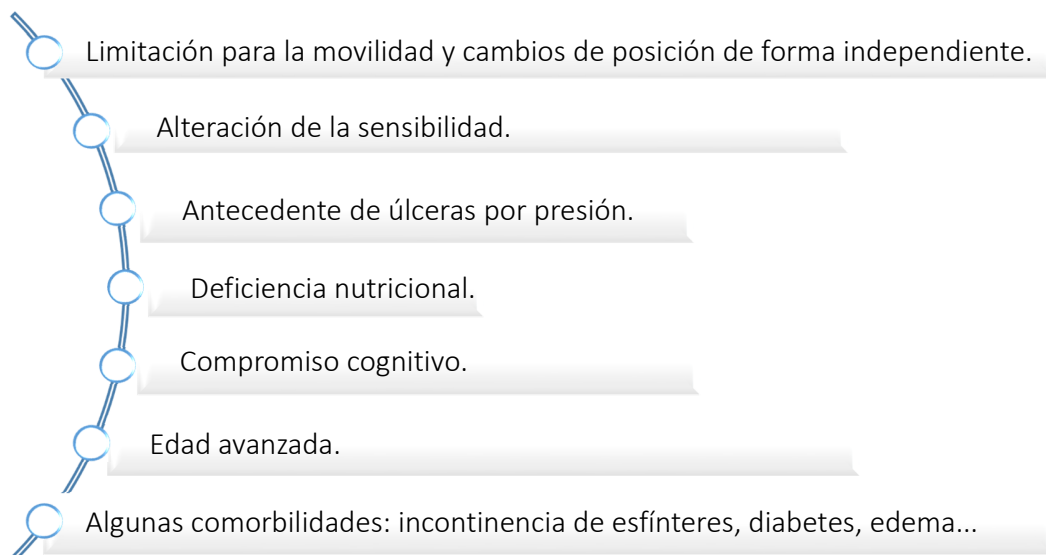 Limitación para la movilidad y cambios de posición de forma independiente.
Alteración de la sensibilidad.
Antecedente de úlceras por presión.
Deficiencia nutricional.
Compromiso cognitivo.
Edad avanzada.
Algunas comorbilidades: incontinencia de esfínteres, diabetes, edema...